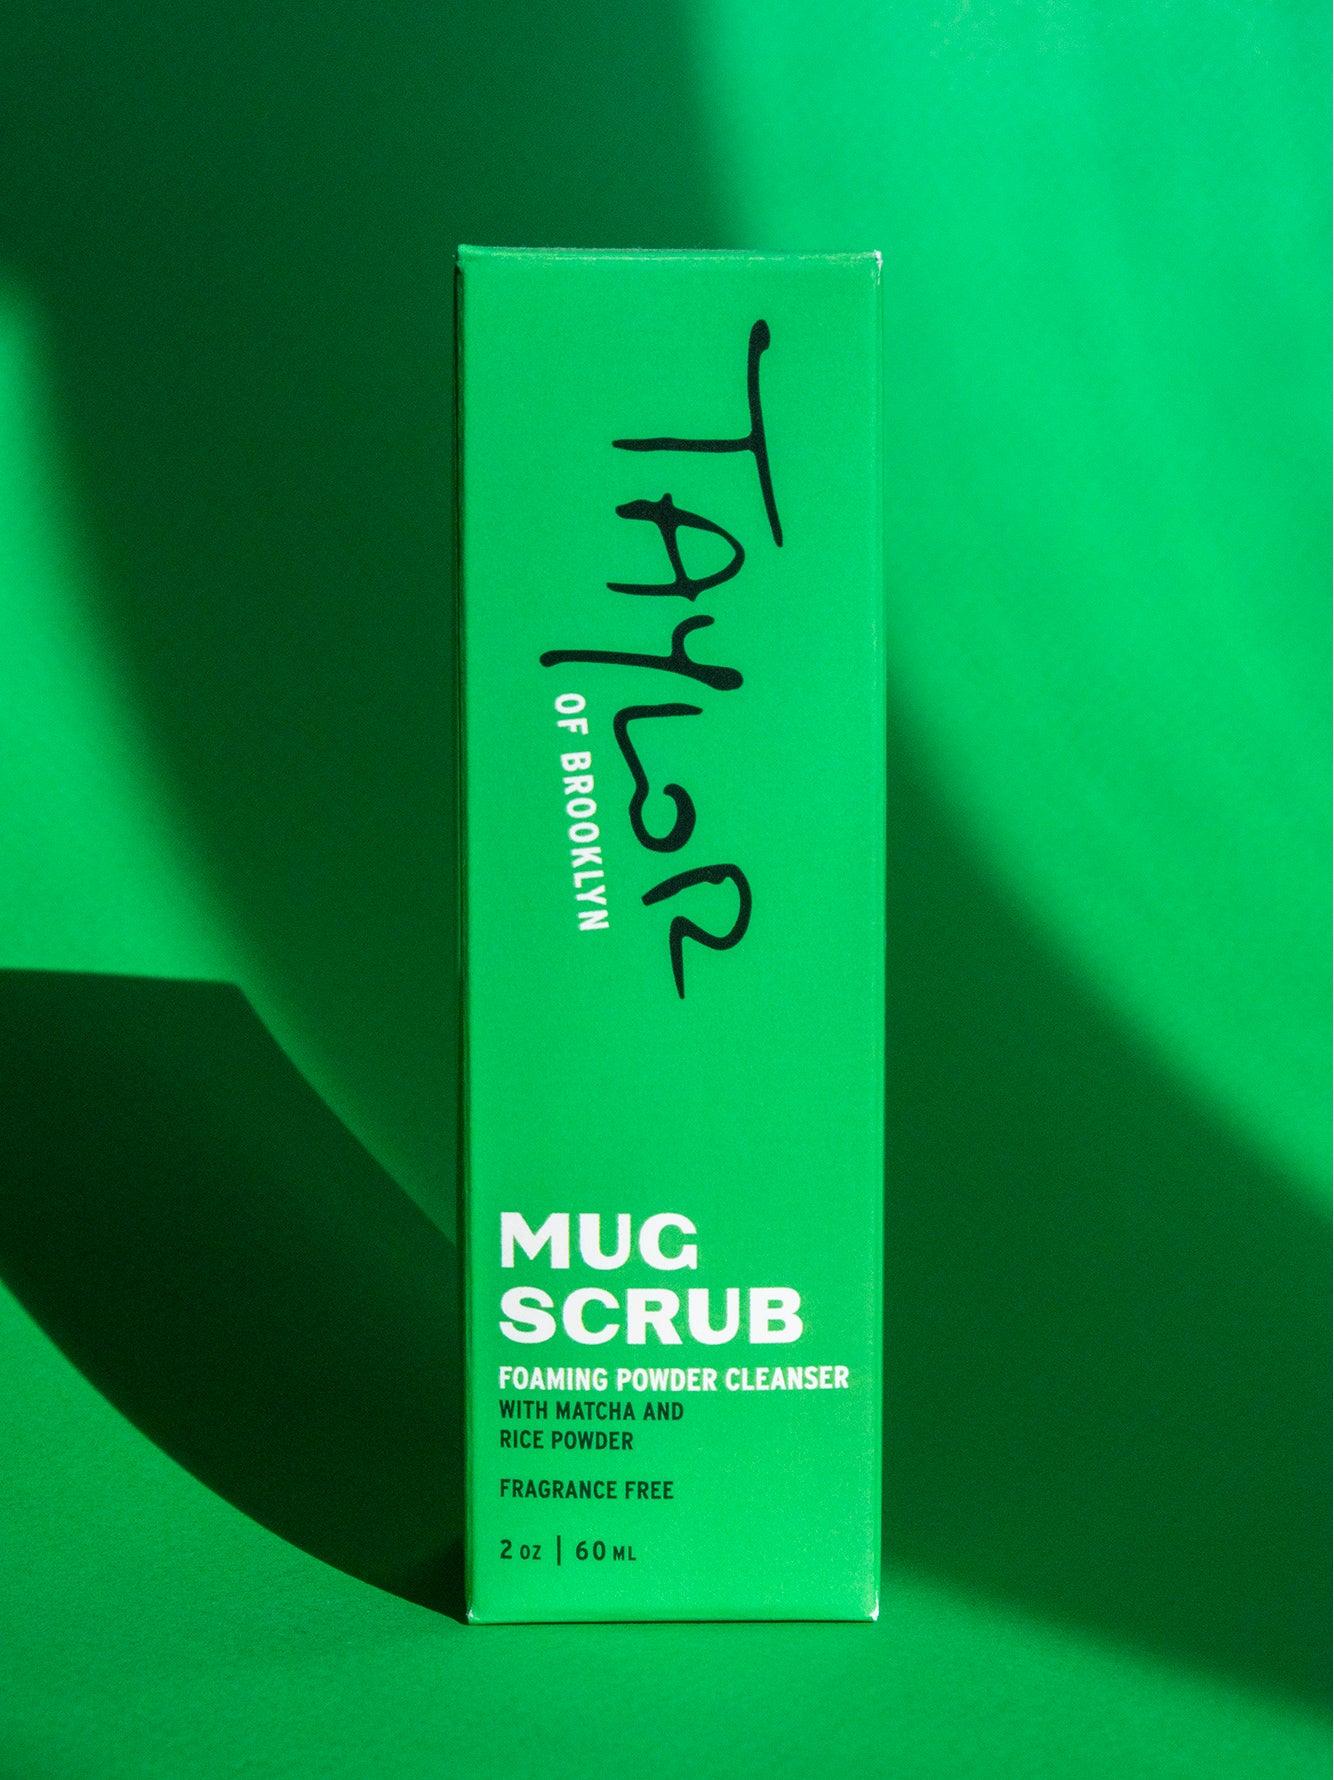 TAYLOR
OF BROOKLYN
MUG
SCRUB
FOAMING POWDER CLEANSER
WITH MATCHA AND
RICE POWDER
FRAGRANCE FREE
2 OZ | 60 ML